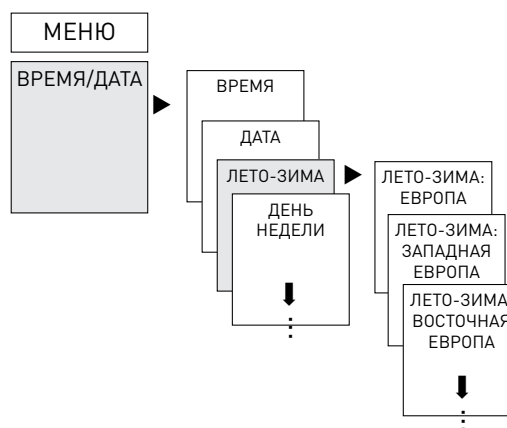 МЕНЮ
ВРЕМЯ/ДАТА
ВРЕМЯ
ДАТА
ЛЕТО-ЗИМА
ДЕНЬ
НЕДЕЛИ
ЛЕТО-ЗИМА:
ЕВРОПА
ЛЕТО-ЗИМА:
ЗАПАДНАЯ
ЕВРОПА
ЛЕТО-ЗИМА
ВОСТОЧНАЯ
ЕВРОПА